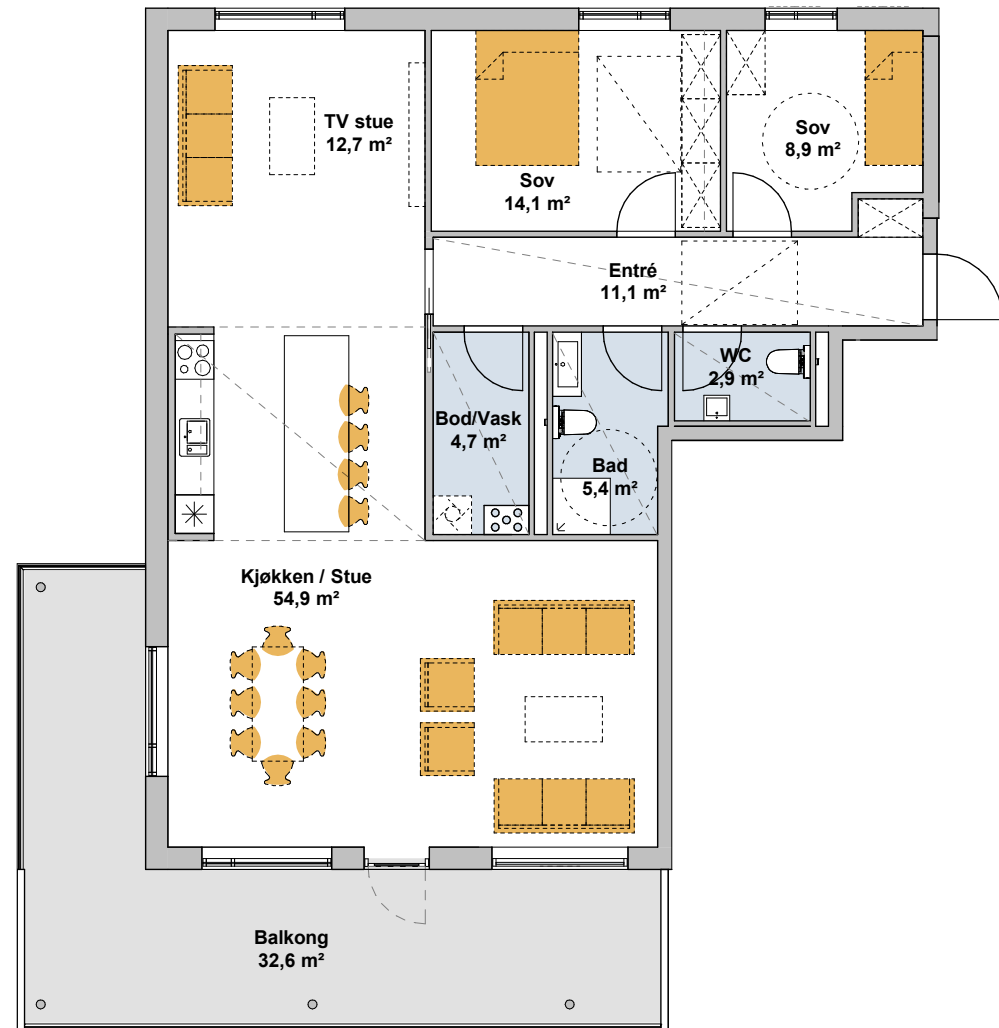 TV stue
12,7 m²
Sov
14,1 m²
Sov
8,9 m²
Entré
11,1 m²
WC
2,9 m²
Bod/Vask
4,7 m²
Bad
5,4 m²
Kjøkken / Stue
54,9 m²
Balkong
32,6 m²